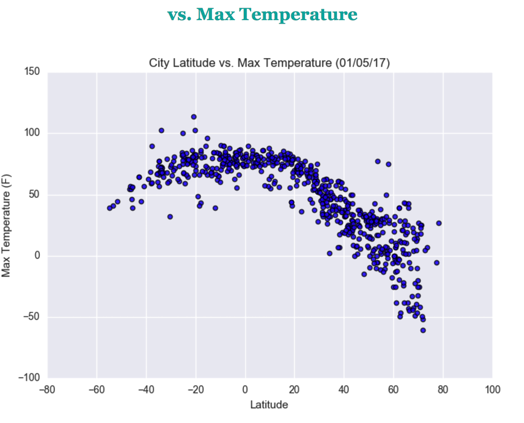 vs. Max Temperature
City Latitude vs. Max Temperature (01/05/17)
150
100
50
0
−50
−100
Max Temperature (F)
−80 −60 −40 −20 0 20 40 60 80 100
Latitude